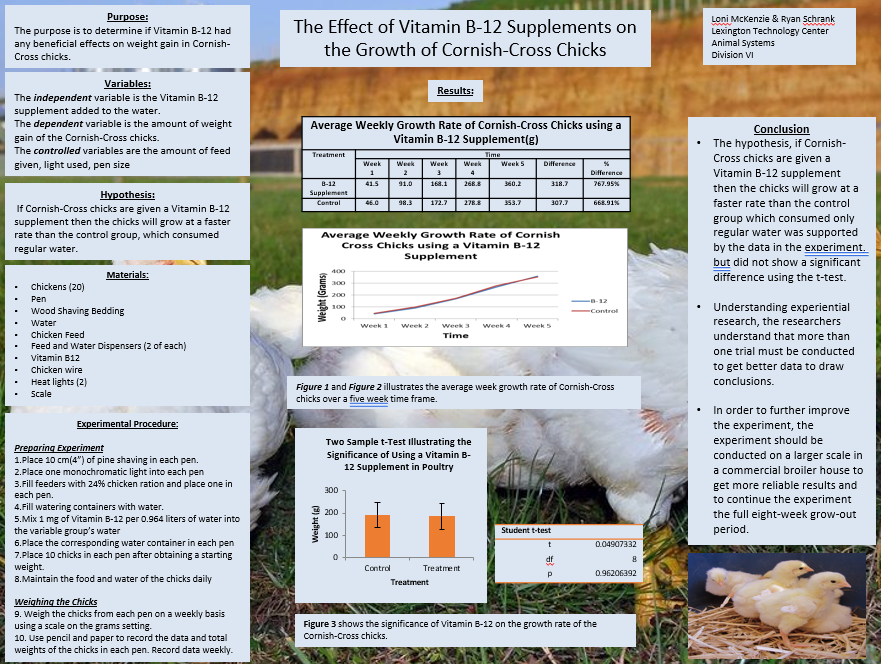 The Effect of Vitamin B-12 Supplements on
the Growth of Cornish-Cross Chicks
Loni McKenzie & Ryan Schrank
Lexington Technology Center
Animal Systems
Division VI
Purpose:
The purpose is to determine if Vitamin B-12 had
any beneficial effects on weight gain in Cornish-
Cross chicks.
Variables:
The independent variable is the Vitamin B-12
supplement added to the water.
The dependent variable is the amount of weight
gain of the Cornish-Cross chicks.
The controlled variables are the amount of feed
given, light used, pen size
Hypothesis:
If Cornish-Cross chicks are given a Vitamin B-12
supplement then the chicks will grow at a faster
rate than the control group, which consumed
regular water.
Materials:
• Chickens (20)
• Pen
• Wood Shaving Bedding
• Water
• Chicken Feed
• Feed and Water Dispensers (2 of each)
• Vitamin B12
• Chicken wire
• Heat lights (2)
• Scale
Experimental Procedure:
Preparing Experiment
1.Place 10 cm(4") of pine shaving in each pen.
2.Place one monochromatic light into each pen
3.Fill feeders with 24% chicken ration and place one in
each pen.
4.Fill watering containers with water.
5.Mix 1 mg of Vitamin B-12 per 0.964 liters of water into
the variable group's water
6.Place the corresponding water container in each pen
7.Place 10 chicks in each pen after obtaining a starting
weight.
8.Maintain the food and water of the chicks daily
Weighing the Chicks
9. Weigh the chicks from each pen on a weekly basis
using a scale on the grams setting.
10. Use pencil and paper to record the data and total
weights of the chicks in each pen. Record data weekly.
Results:
Average Weekly Growth Rate of Cornish-Cross Chicks using a
Vitamin B-12 Supplement(g)
Treatment Time
Week 1 Week 2 Week 3 Week 4 Week 5 Difference % Difference
B-12 Supplement 41.5 91.0 168.1 268.8 360.2 318.7 767.95%
Control 46.0 98.3 172.7 278.8 353.7 307.7 668.91%
Average Weekly Growth Rate of Cornish
Cross Chicks using a Vitamin B-12
Supplement
Weight (Grams)
400
300
200
100
0
Week 1 Week 2 Week 3 Week 4 Week 5
Time
B-12
Control
Figure 1 and Figure 2 illustrates the average week growth rate of Cornish-Cross
chicks over a five week time frame.
Two Sample t-Test Illustrating the
Significance of Using a Vitamin B-
12 Supplement in Poultry
Weight (g)
300
200
100
0
Control Treatment
Treatment
Student t-test
t 0.04907332
df 8
p 0.96206392
Figure 3 shows the significance of Vitamin B-12 on the growth rate of the
Cornish-Cross chicks.
Conclusion
• The hypothesis, if Cornish-
Cross chicks are given a
Vitamin B-12 supplement
then the chicks will grow at a
faster rate than the control
group which consumed only
regular water was supported
by the data in the experiment,
but did not show a significant
difference using the t-test.
• Understanding experiential
research, the researchers
understand that more than
one trial must be conducted
to get better data to draw
conclusions.
• In order to further improve
the experiment, the
experiment should be
conducted on a larger scale in
a commercial broiler house to
get more reliable results and
to continue the experiment
the full eight-week grow-out
period.